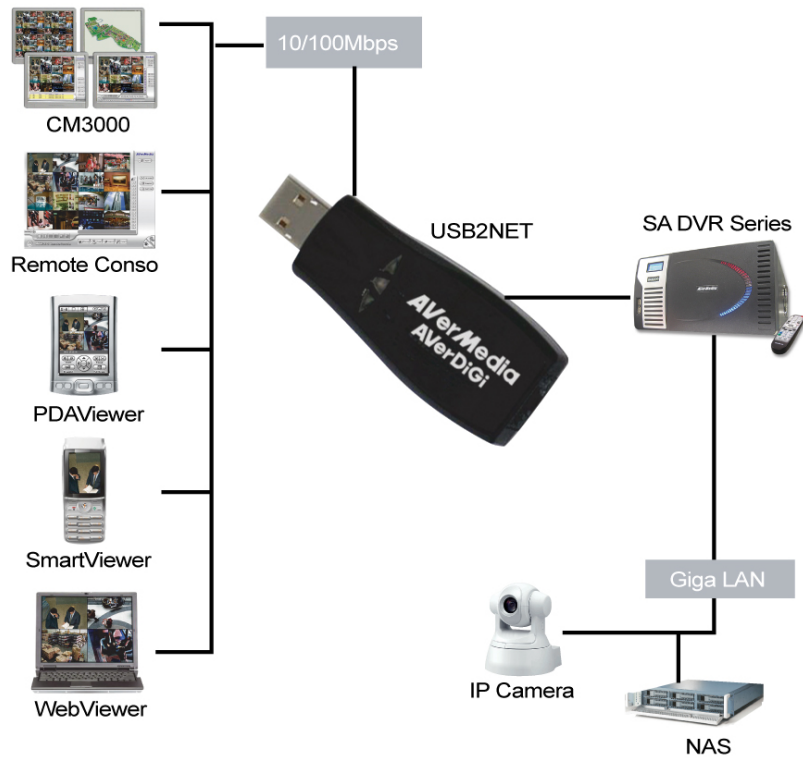 10/100Mbps
CM3000
USB2NET
SA DVR Series
Remote Conso
AVerMedia
AVerDiGi
PDAViewer
SmartViewer
Giga LAN
IP Camera
WebViewer
NAS